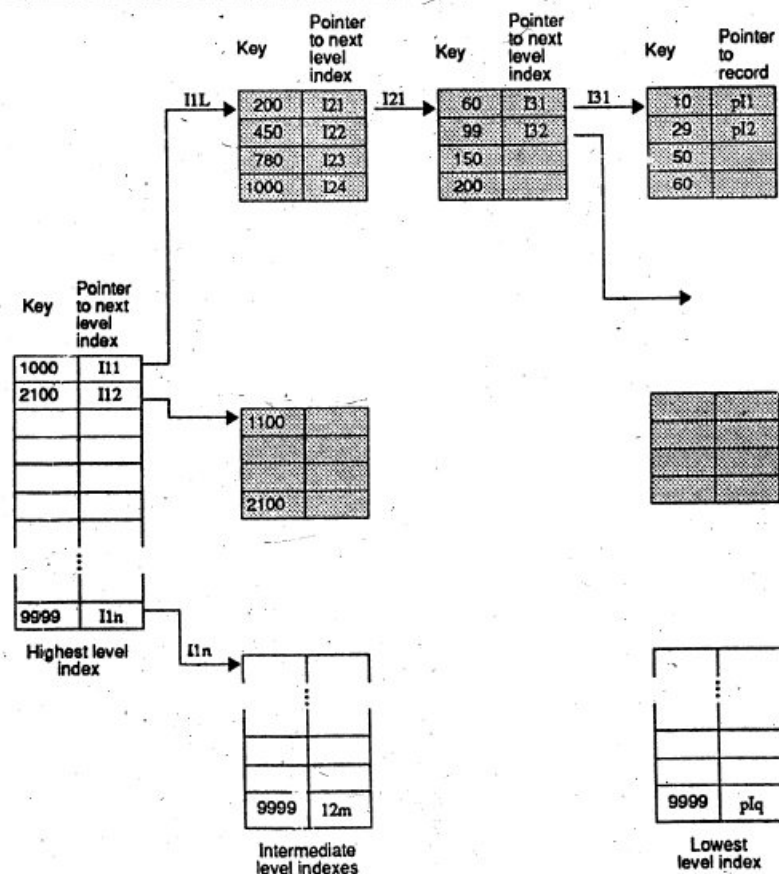 Key Pointer to next level index
200 I21
450 I22
780 I23
1000 I24
I1L
I21
Key Pointer to next level index
60 I31
99 I32
150
200
I31
Key Pointer to record
10 pI1
29 pI2
50
60
Key Pointer to next level index
1000 I11
2100 I12
9999 I1n
Highest level index
1100
2100
I1n
9999 12m
Intermediate level indexes
9999 pIq
Lowest level index